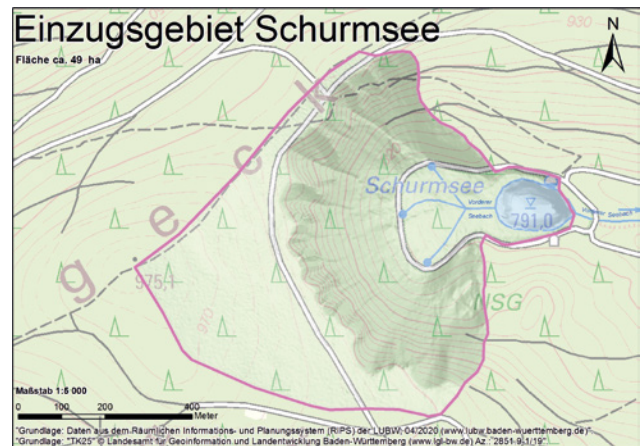 Einzugsgebiet Schurmsee
Fläche ca. 49 ha
N
930
g e c k
Schurmsee
Vorderer
Seebach
791,0
975,1
970
NSG
Maßstab 1:5 000
0 100 200 400
Meter
"Grundlage: Daten aus dem Räumlichen Informations- und Planungssystem (RIPS) der LUBW, 04/2020 (www.lubw.baden-wuerttemberg.de)"
"Grundlage: "TK25" © Landesamt für Geoinformation und Landentwicklung Baden-Württemberg (www.lgl-bw.de) Az.: 2851.9-1/19"